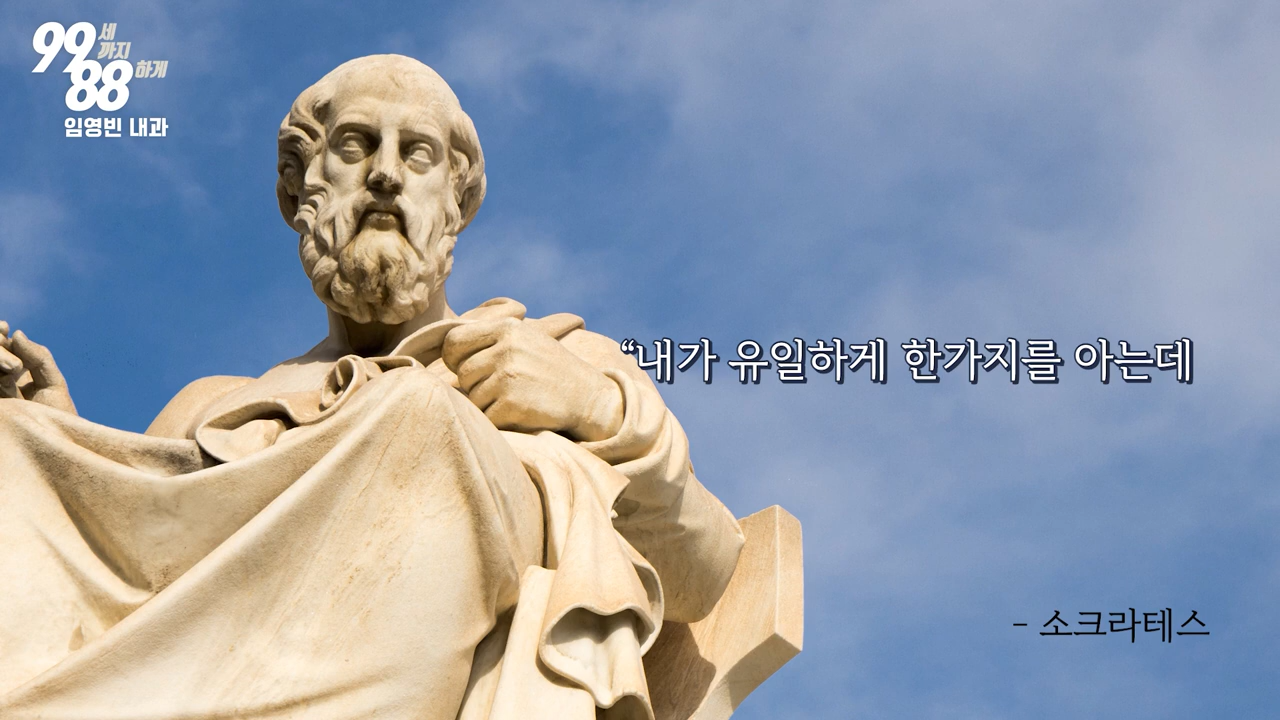 99세
까지
88하게
임영빈 내과
“내가 유일하게 한가지를 아는데
- 소크라테스